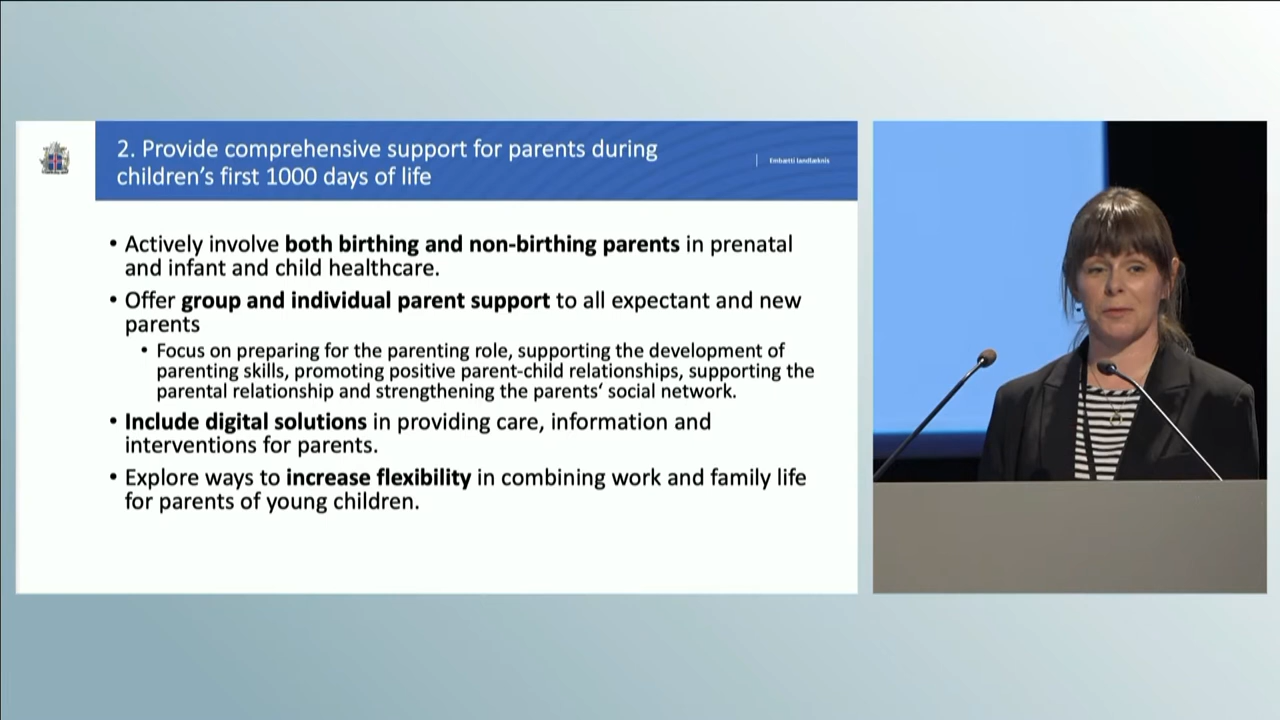 2. Provide comprehensive support for parents during
children’s first 1000 days of life
Embætti landlæknis
• Actively involve both birthing and non-birthing parents in prenatal
and infant and child healthcare.
• Offer group and individual parent support to all expectant and new
parents
• Focus on preparing for the parenting role, supporting the development of
parenting skills, promoting positive parent-child relationships, supporting the
parental relationship and strengthening the parents‘ social network.
• Include digital solutions in providing care, information and
interventions for parents.
• Explore ways to increase flexibility in combining work and family life
for parents of young children.